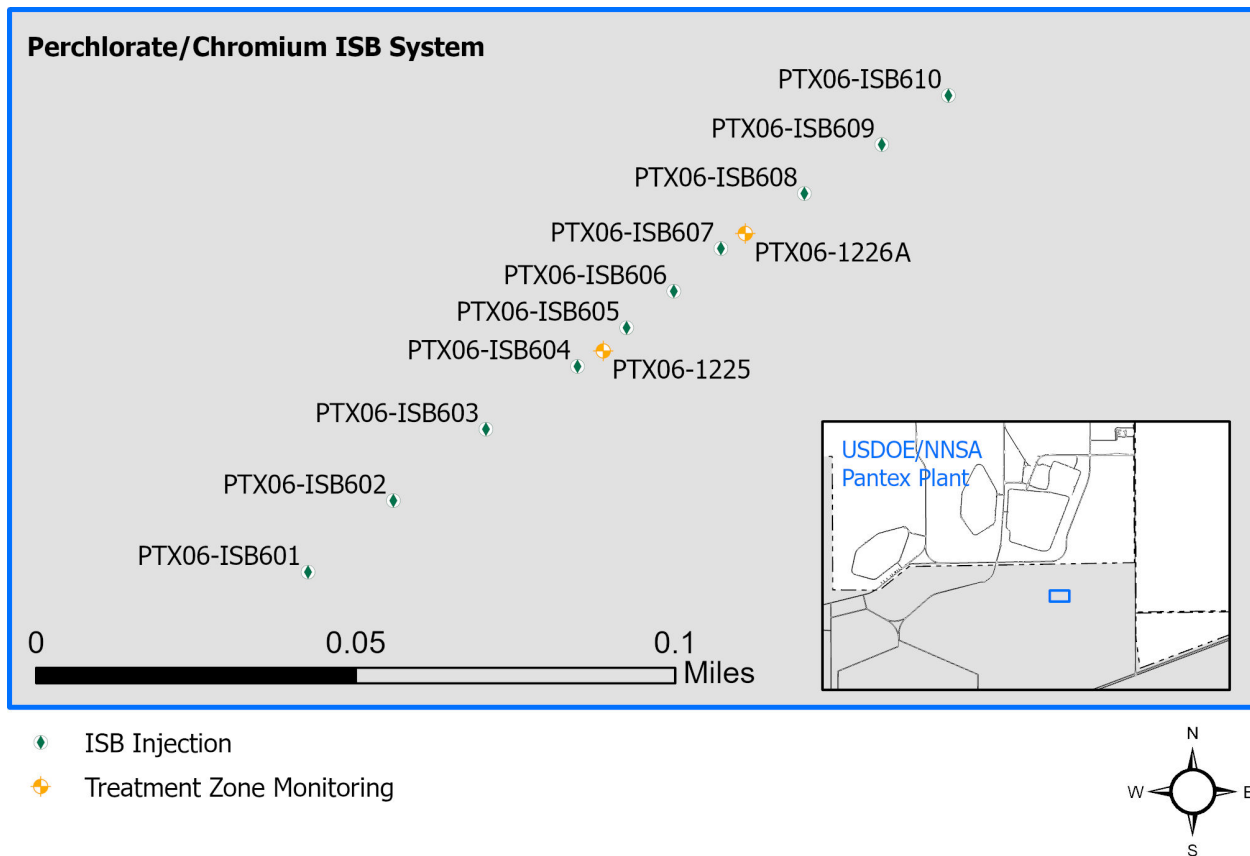 Perchlorate/Chromium ISB System
PTX06-ISB610
PTX06-ISB609
PTX06-ISB608
PTX06-ISB607
PTX06-1226A
PTX06-ISB606
PTX06-ISB605
PTX06-ISB604
PTX06-1225
PTX06-ISB603
PTX06-ISB602
PTX06-ISB601
USDOE/NNSA
Pantex Plant
0 0.05 0.1
Miles
ISB Injection
Treatment Zone Monitoring
N
W E
S